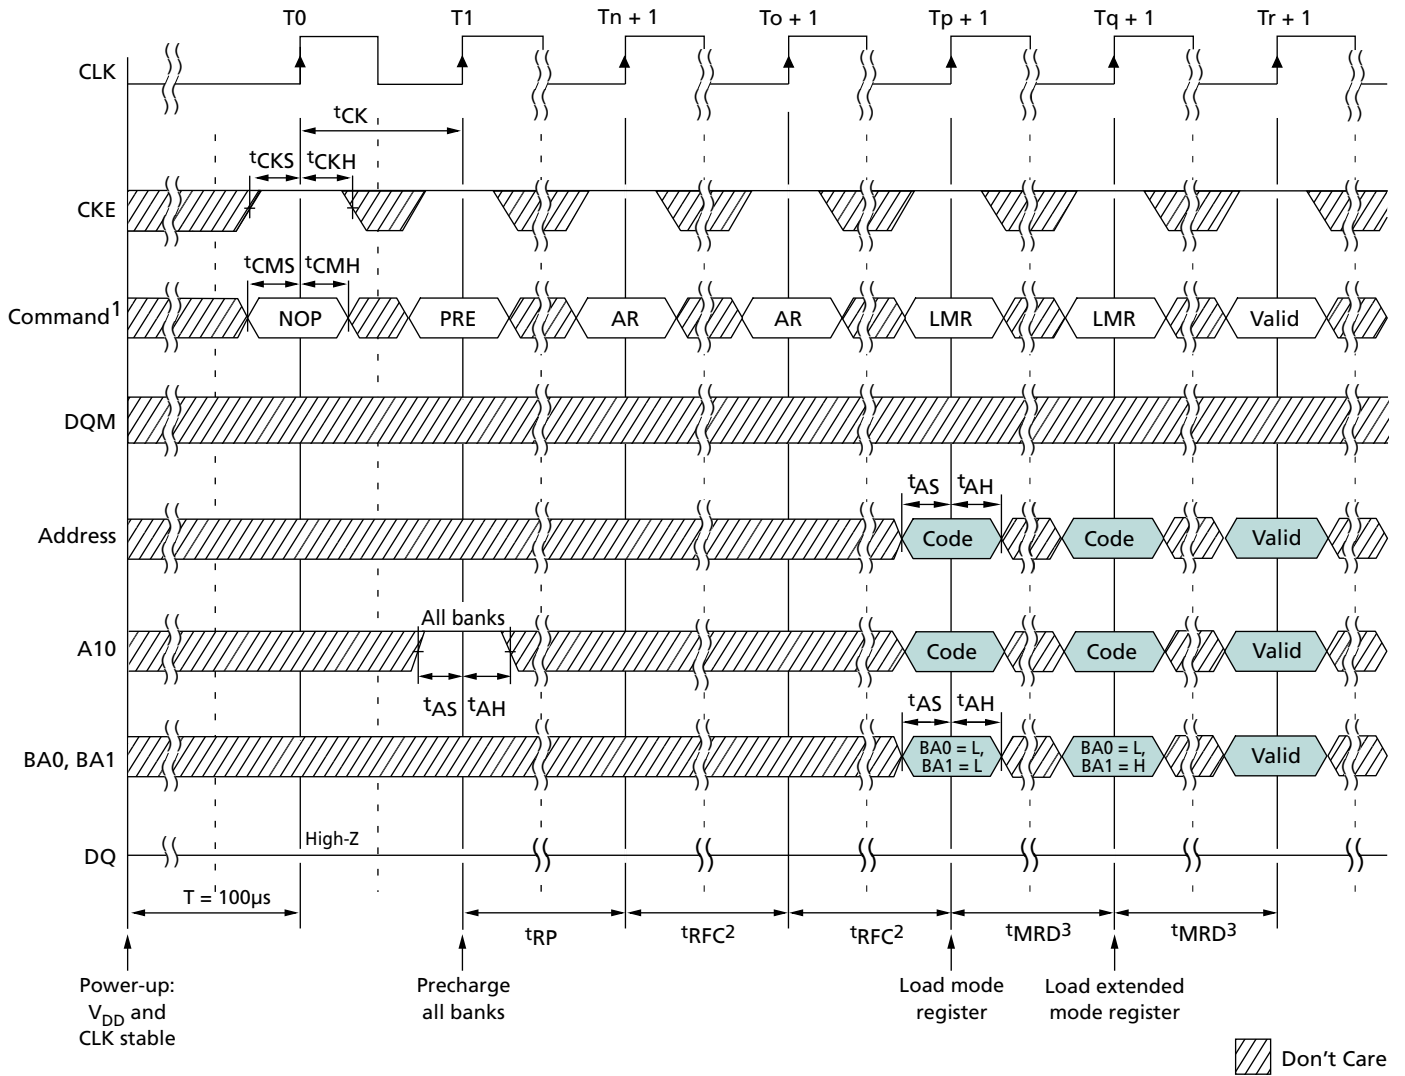 T0 T1 Tn + 1 To + 1 Tp + 1 Tq + 1 Tr + 1
CLK
tCK
tCKS tCKH
CKE
tCMS tCMH
Command1 NOP PRE AR AR LMR LMR Valid
DQM
tAS tAH
Address Code Code Valid
All banks
A10 Code Code Valid
tAS tAH tAS tAH
BA0, BA1 BA0 = L, BA1 = L BA0 = L, BA1 = H Valid
High-Z
DQ
T = 100µs
tRP tRFC2 tRFC2 tMRD3 tMRD3
Power-up:
VDD and
CLK stable
Precharge
all banks
Load mode
register
Load extended
mode register
Don't Care